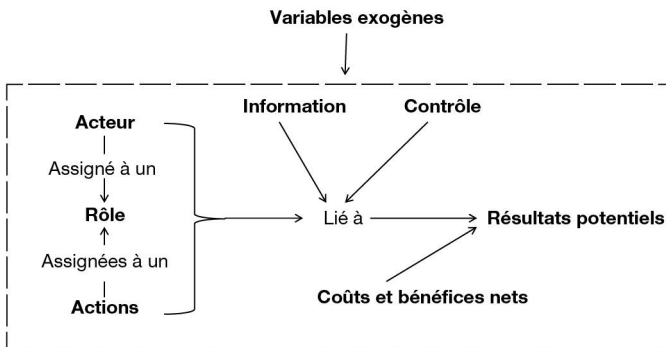 Variables exogènes
Information
Contrôle
Acteur
Assigné à un
Rôle
Lié à
Résultats potentiels
Assignées à un
Coûts et bénéfices nets
Actions